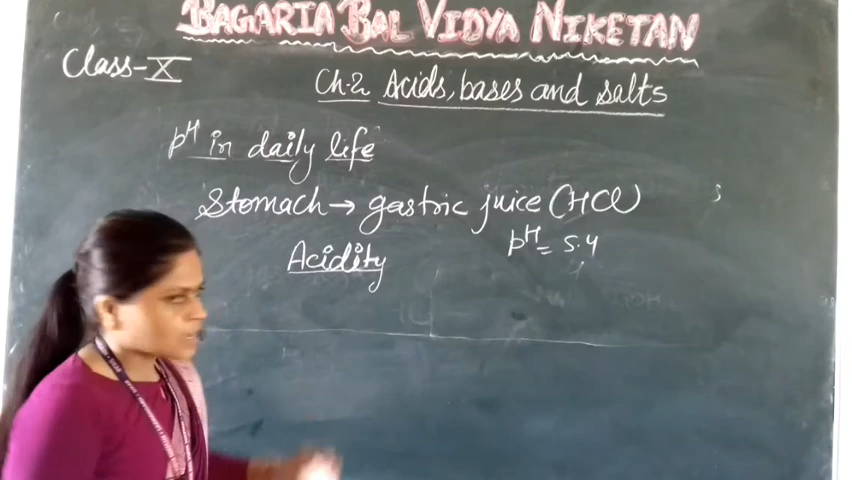 BAGARIA BAL VIDYA NIKETAN
Class-X
Ch-2 Acids, bases and salts
pH in daily life
Stomach → gastric juice (HCl)
pH = 5.4
Acidity